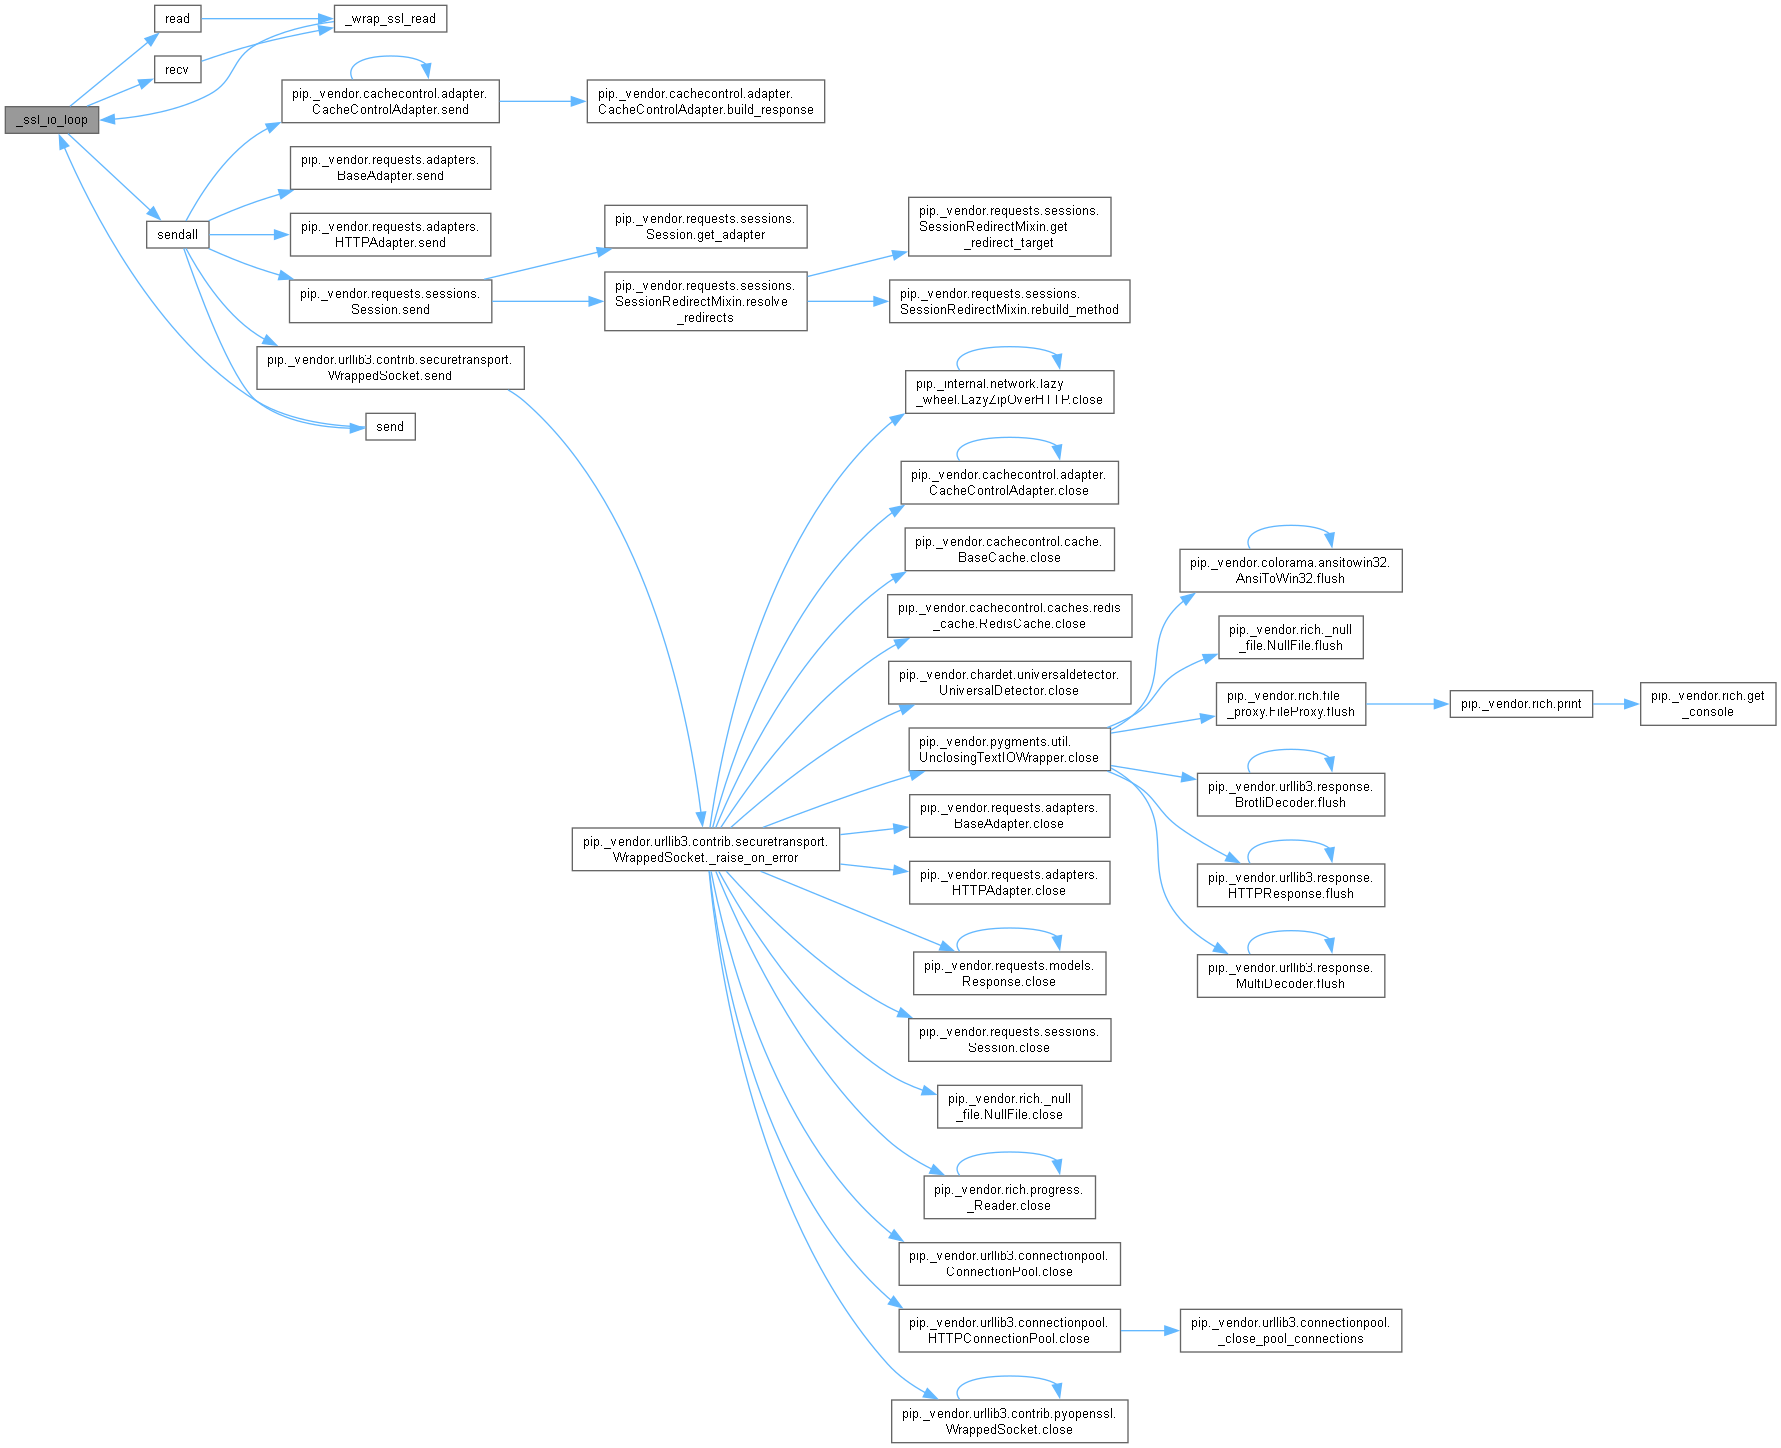 read
_wrap_ssl_read
recv
_ssl_io_loop
pip._vendor.cachecontrol.adapter.
CacheControlAdapter.send
pip._vendor.cachecontrol.adapter.
CacheControlAdapter.build_response
pip._vendor.requests.adapters.
BaseAdapter.send
sendall
pip._vendor.requests.adapters.
HTTPAdapter.send
pip._vendor.requests.sessions.
Session.send
pip._vendor.requests.sessions.
Session.get_adapter
pip._vendor.requests.sessions.
SessionRedirectMixin.resolve
_redirects
pip._vendor.requests.sessions.
SessionRedirectMixin.get
_redirect_target
pip._vendor.requests.sessions.
SessionRedirectMixin.rebuild_method
pip._vendor.urllib3.contrib.securetransport.
WrappedSocket.send
send
pip._internal.network.lazy
_wheel.LazyZipOverHTTP.close
pip._vendor.cachecontrol.adapter.
CacheControlAdapter.close
pip._vendor.cachecontrol.cache.
BaseCache.close
pip._vendor.cachecontrol.caches.redis
_cache.RedisCache.close
pip._vendor.chardet.universaldetector.
UniversalDetector.close
pip._vendor.pygments.util.
UnclosingTextIOWrapper.close
pip._vendor.colorama.ansitowin32.
AnsiToWin32.flush
pip._vendor.rich._null
_file.NullFile.flush
pip._vendor.rich.file
_proxy.FileProxy.flush
pip._vendor.rich.print
pip._vendor.rich.get
_console
pip._vendor.urllib3.response.
BrotliDecoder.flush
pip._vendor.urllib3.response.
HTTPResponse.flush
pip._vendor.urllib3.response.
MultiDecoder.flush
pip._vendor.urllib3.contrib.securetransport.
WrappedSocket._raise_on_error
pip._vendor.requests.adapters.
BaseAdapter.close
pip._vendor.requests.adapters.
HTTPAdapter.close
pip._vendor.requests.models.
Response.close
pip._vendor.requests.sessions.
Session.close
pip._vendor.rich._null
_file.NullFile.close
pip._vendor.rich.progress.
_Reader.close
pip._vendor.urllib3.connectionpool.
ConnectionPool.close
pip._vendor.urllib3.connectionpool.
HTTPConnectionPool.close
pip._vendor.urllib3.connectionpool.
_close_pool_connections
pip._vendor.urllib3.contrib.pyopenssl.
WrappedSocket.close